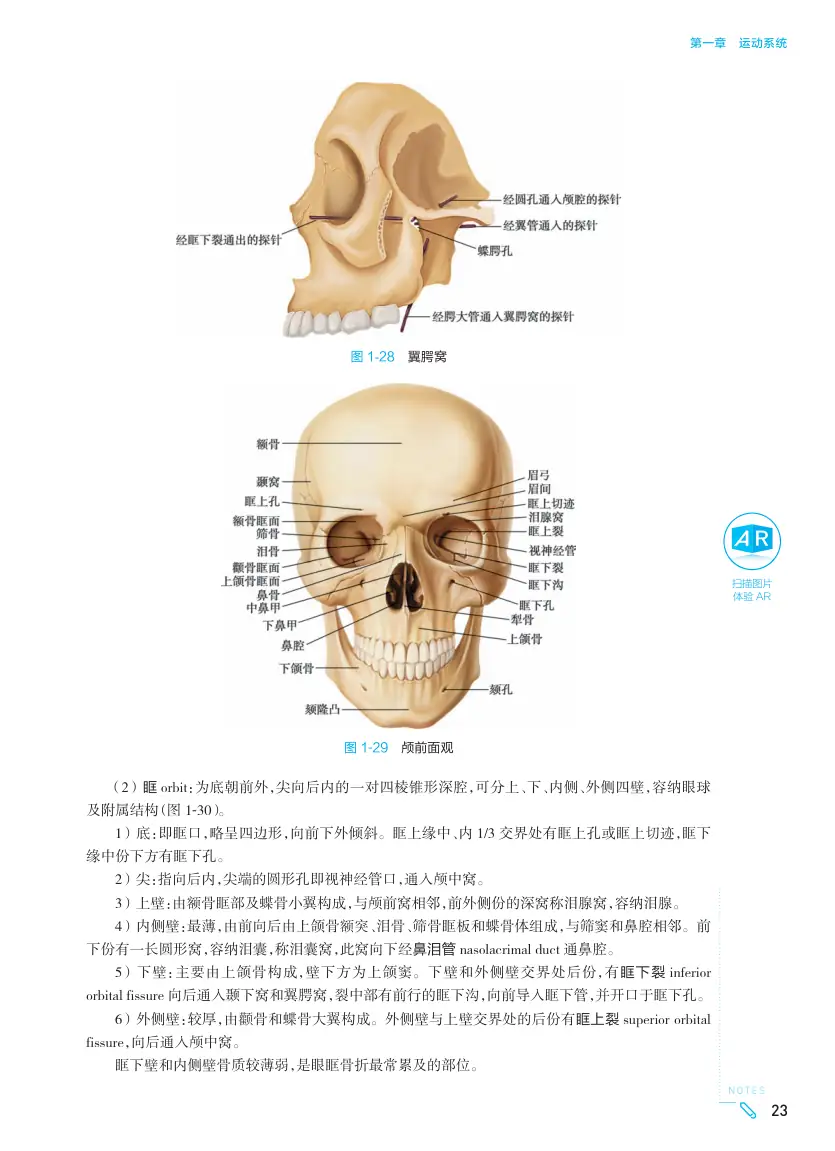 第一章 运动系统
经圆孔通入颅腔的探针
经翼管通入的探针
经眶下裂通出的探针
蝶腭孔
经腭大管通入翼腭窝的探针
图 1-28 翼腭窝
额骨
颞窝
眶上孔
额骨眶面
筛骨
泪骨
颧骨眶面
上颌骨眶面
鼻骨
中鼻甲
下鼻甲
鼻腔
下颌骨
颏隆凸
眉弓
眉间
眶上切迹
泪腺窝
眶上裂
视神经管
眶下裂
眶下沟
眶下孔
犁骨
上颌骨
颏孔
AR
扫描图片
体验 AR
图 1-29 颅前面观
（2）眶 orbit：为底朝前外，尖向后内的一对四棱锥形深腔，可分上、下、内侧、外侧四壁，容纳眼球
及附属结构（图 1-30）。
1）底：即眶口，略呈四边形，向前下外倾斜。眶上缘中、内 1/3 交界处有眶上孔或眶上切迹，眶下
缘中份下方有眶下孔。
2）尖：指向后内，尖端的圆形孔即视神经管口，通入颅中窝。
3）上壁：由额骨眶部及蝶骨小翼构成，与颅前窝相邻，前外侧份的深窝称泪腺窝，容纳泪腺。
4）内侧壁：最薄，由前向后由上颌骨额突、泪骨、筛骨眶板和蝶骨体组成，与筛窦和鼻腔相邻。前
下份有一长圆形窝，容纳泪囊，称泪囊窝，此窝向下经鼻泪管 nasolacrimal duct 通鼻腔。
5）下壁：主要由上颌骨构成，壁下方为上颌窦。下壁和外侧壁交界处后份，有眶下裂 inferior
orbital fissure 向后通入颞下窝和翼腭窝，裂中部有前行的眶下沟，向前导入眶下管，并开口于眶下孔。
6）外侧壁：较厚，由颧骨和蝶骨大翼构成。外侧壁与上壁交界处的后份有眶上裂 superior orbital
fissure，向后通入颅中窝。
眶下壁和内侧壁骨质较薄弱，是眼眶骨折最常累及的部位。
NOTES
23